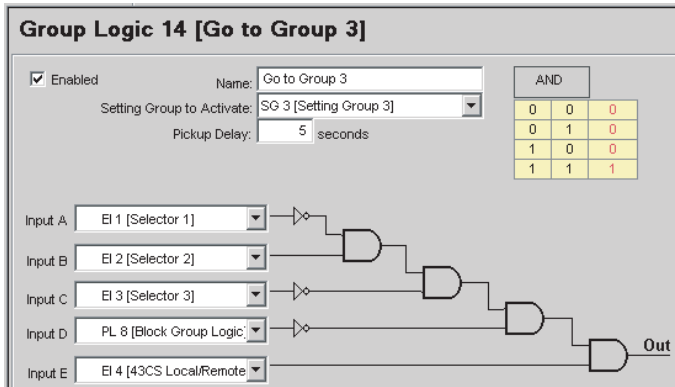 Group Logic 14 [Go to Group 3]
Enabled
Name: Go to Group 3
Setting Group to Activate: SG 3 [Setting Group 3]
Pickup Delay: 5 seconds
AND
0 0 0
0 1 0
1 0 0
1 1 1
Input A EI 1 [Selector 1]
Input B EI 2 [Selector 2]
Input C EI 3 [Selector 3]
Input D PL 8 [Block Group Logic]
Input E EI 4 [43CS Local/Remote
Out